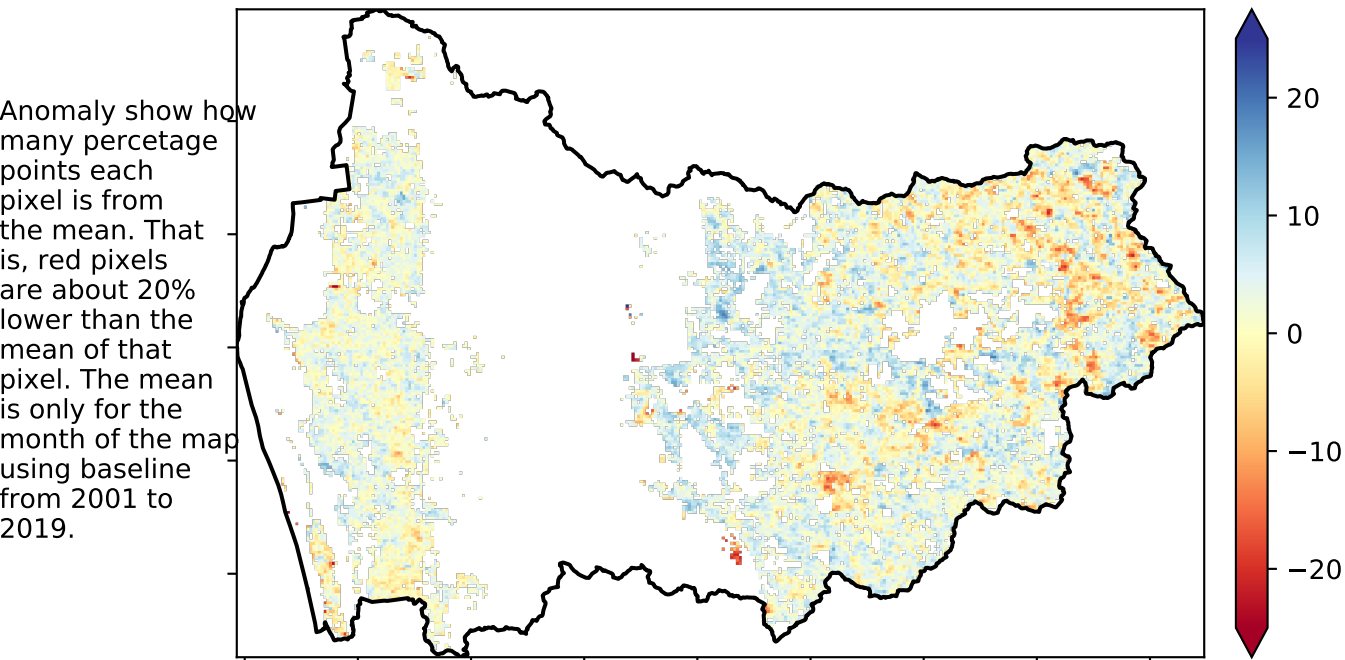 Anomaly show how
many percetage
points each
pixel is from
the mean. That
is, red pixels
are about 20%
lower than the
mean of that
pixel. The mean
is only for the
month of the map
using baseline
from 2001 to
2019.
20
10
0
−10
−20